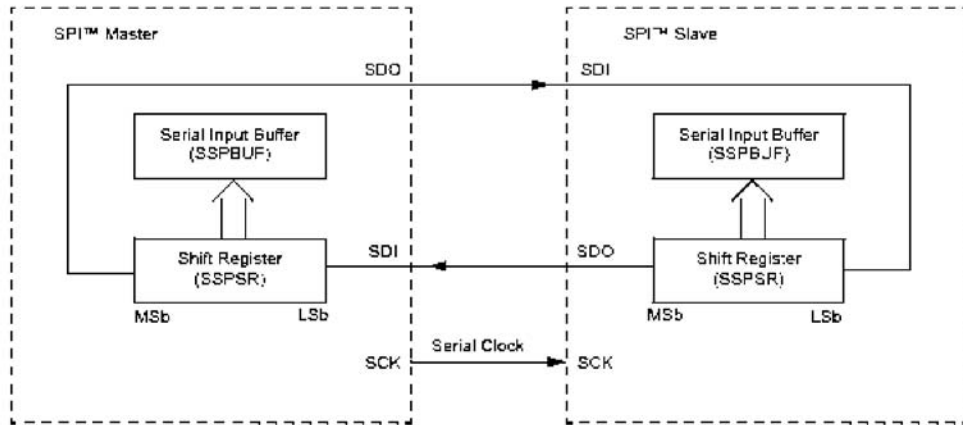 SPI™ Master
SPI™ Slave
SDO
SDI
Serial Input Buffer
(SSPBUF)
Serial Input Buffer
(SSPBUF)
SDI
SDO
Shift Register
(SSPSR)
Shift Register
(SSPSR)
MSb
LSb
MSb
LSb
Serial Clock
SCK
SCK